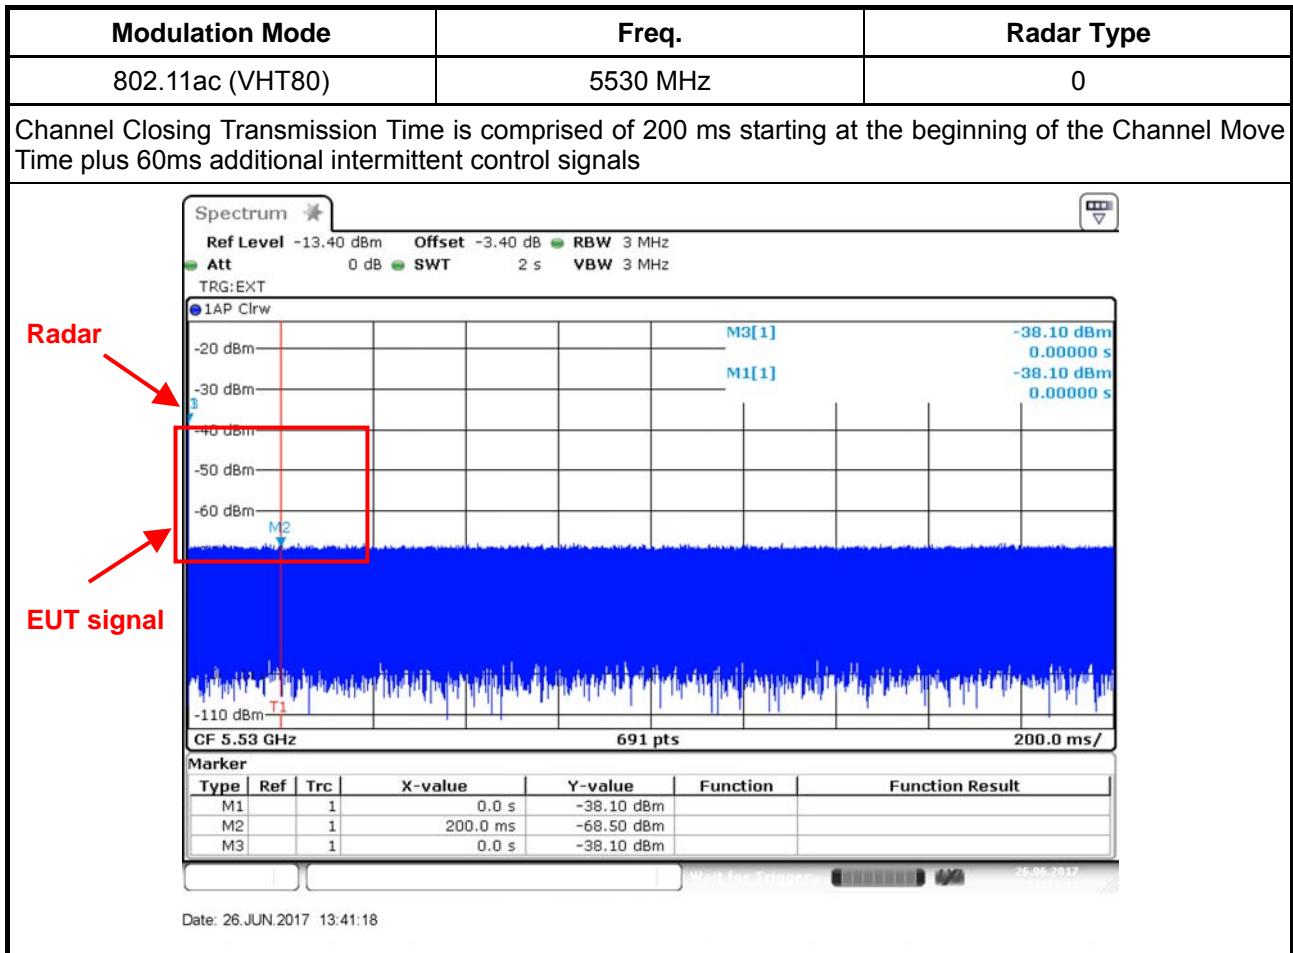 Modulation Mode Freq. Radar Type
802.11ac (VHT80) 5530 MHz 0
Channel Closing Transmission Time is comprised of 200 ms starting at the beginning of the Channel Move
Time plus 60ms additional intermittent control signals
Spectrum
Ref Level -13.40 dBm Offset -3.40 dB RBW 3 MHz
Att 0 dB SWT 2 s VBW 3 MHz
TRG:EXT
1AP Clrw
Radar
M3[1] -38.10 dBm
0.00000 s
M1[1] -38.10 dBm
0.00000 s
-20 dBm
-30 dBm
-40 dBm
-50 dBm
-60 dBm
M2
EUT signal
T1
-110 dBm
CF 5.53 GHz 691 pts 200.0 ms/
Marker
Type Ref Trc X-value Y-value Function Function Result
M1 1 0.0 s -38.10 dBm
M2 1 200.0 ms -68.50 dBm
M3 1 0.0 s -38.10 dBm
Wait for Trigger 26.06.2017
Date: 26.JUN.2017 13:41:18